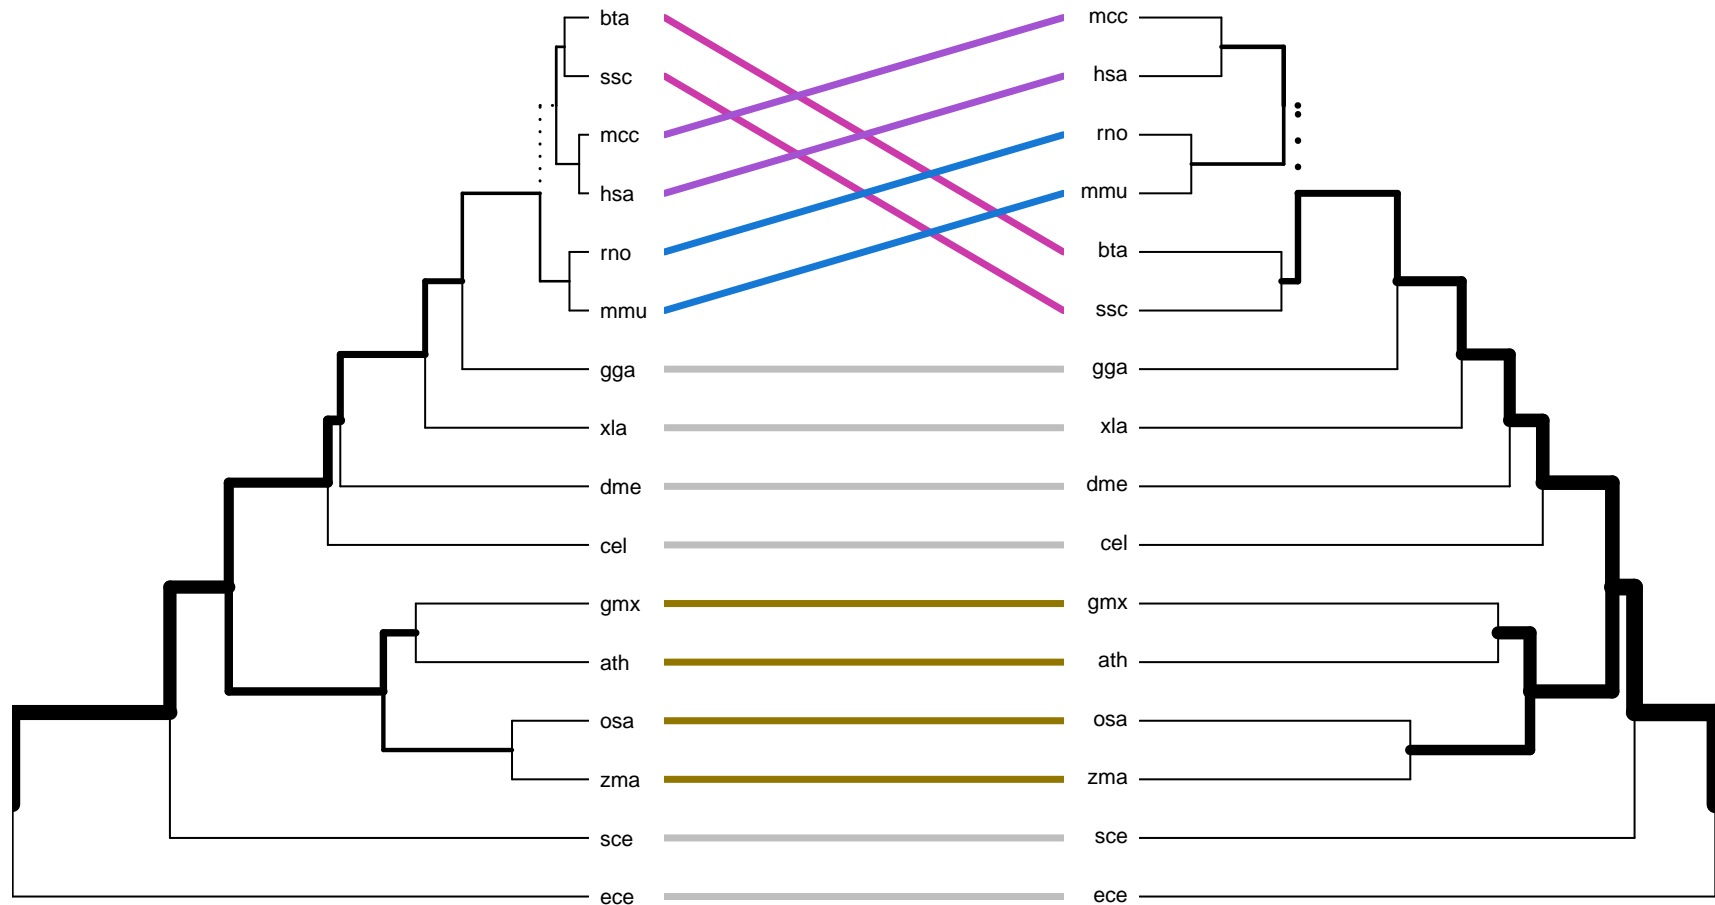 bta mcc
ssc hsa
mcc rno
hsa mmu
rno bta
mmu ssc
gga gga
xla xla
dme dme
cel cel
gmx gmx
ath ath
osa osa
zma zma
sce sce
ece ece